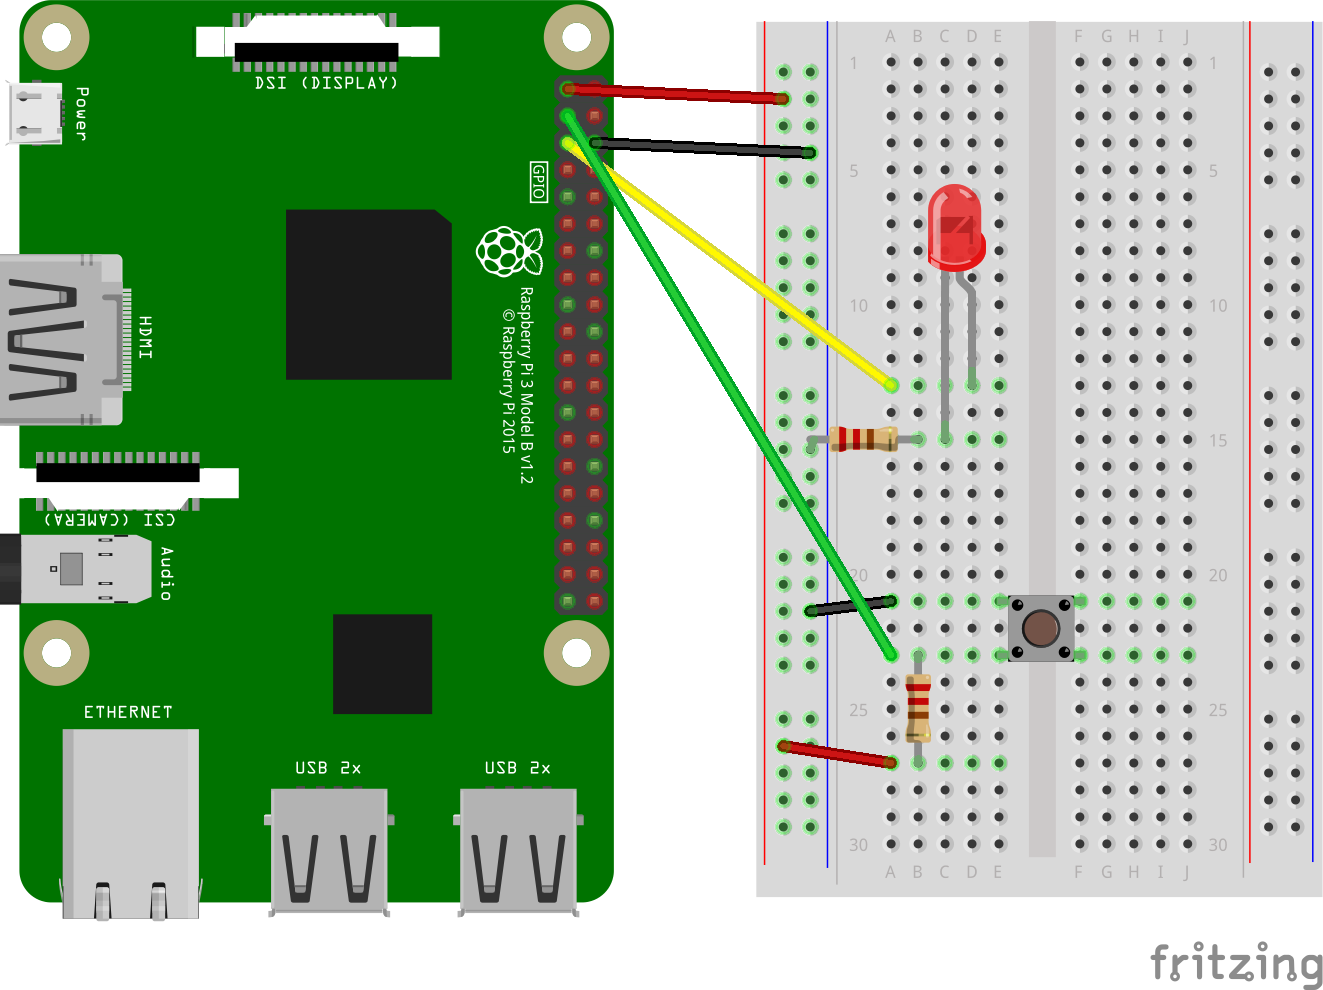 DSI (DISPLAY)
Power
GPIO
HDMI
Raspberry Pi 3 Model B v1.2
© Raspberry Pi 2015
CSI (CAMERA)
Audio
ETHERNET
USB 2x
USB 2x
A B C D E F G H I J
1 1
5 5
10 10
15 15
20 20
25 25
30 30
A B C D E F G H I J
fritzing